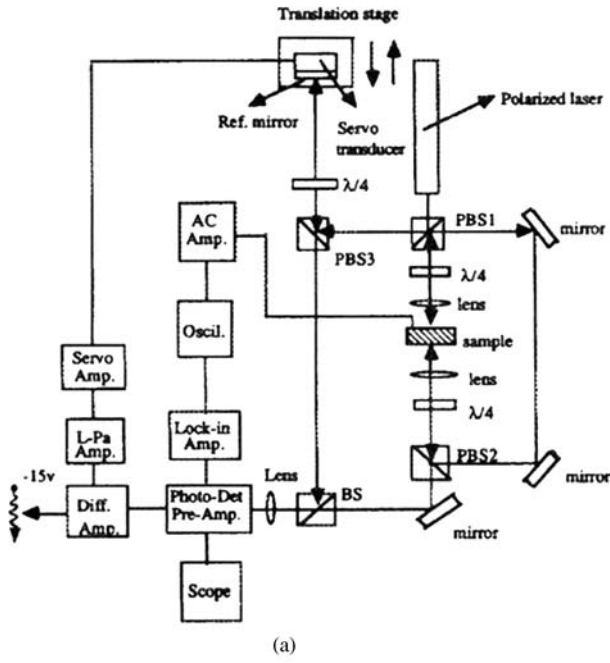 Translation stage
Polarized laser
Ref. mirror
Servo
transducer
λ/4
AC
Amp.
PBS3
PBS1
mirror
λ/4
lens
Oscil.
sample
Servo
Amp.
lens
λ/4
L-Pa
Amp.
Lock-in
Amp.
PBS2
-15v
Diff.
Amp.
Photo-Det
Pre-Amp.
Lens
BS
mirror
mirror
Scope
(a)